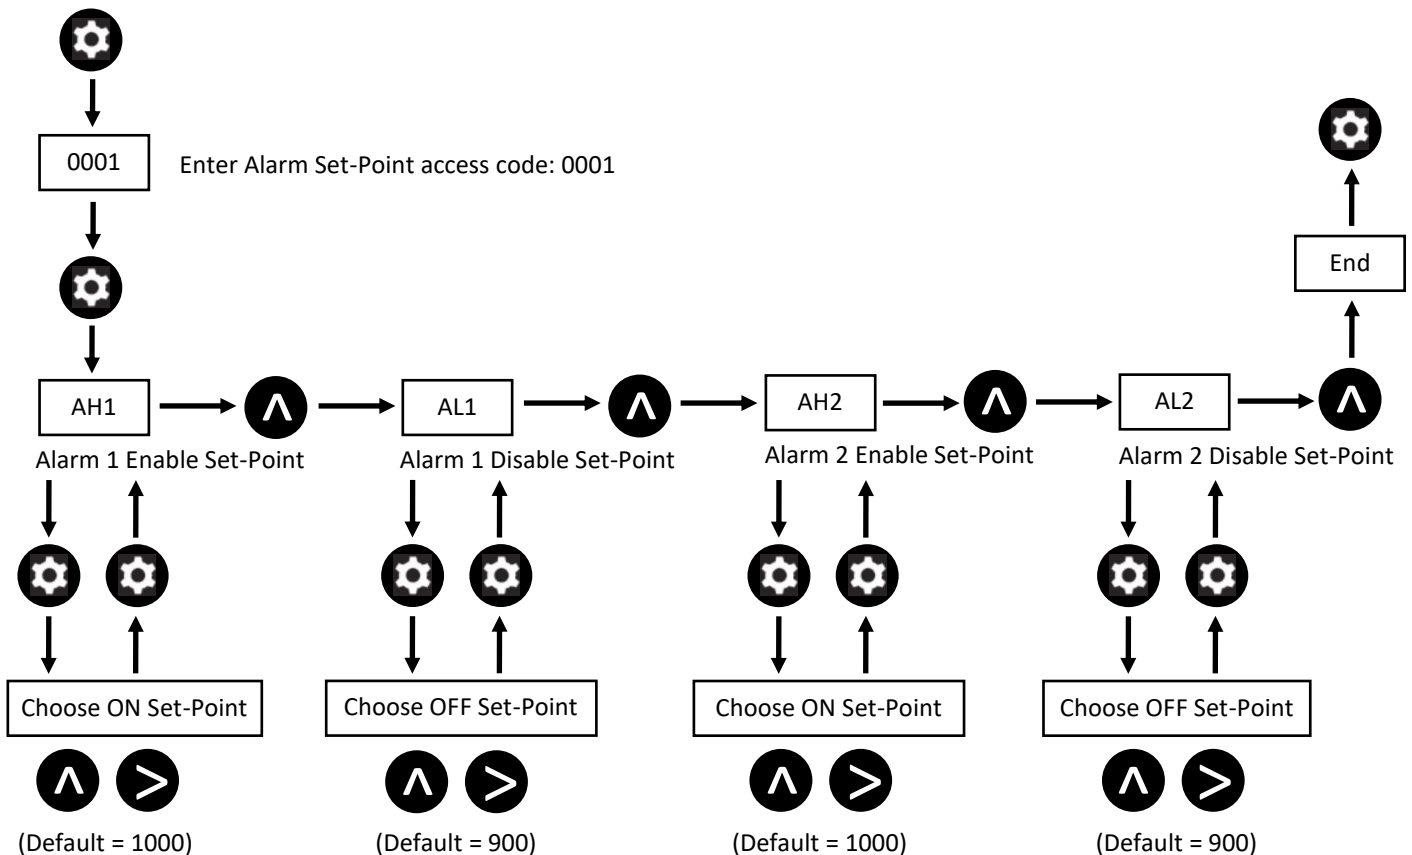 0001
Enter Alarm Set-Point access code: 0001
End
AH1
AL1
AH2
AL2
Alarm 1 Enable Set-Point
Alarm 1 Disable Set-Point
Alarm 2 Enable Set-Point
Alarm 2 Disable Set-Point
Choose ON Set-Point
Choose OFF Set-Point
Choose ON Set-Point
Choose OFF Set-Point
(Default = 1000)
(Default = 900)
(Default = 1000)
(Default = 900)